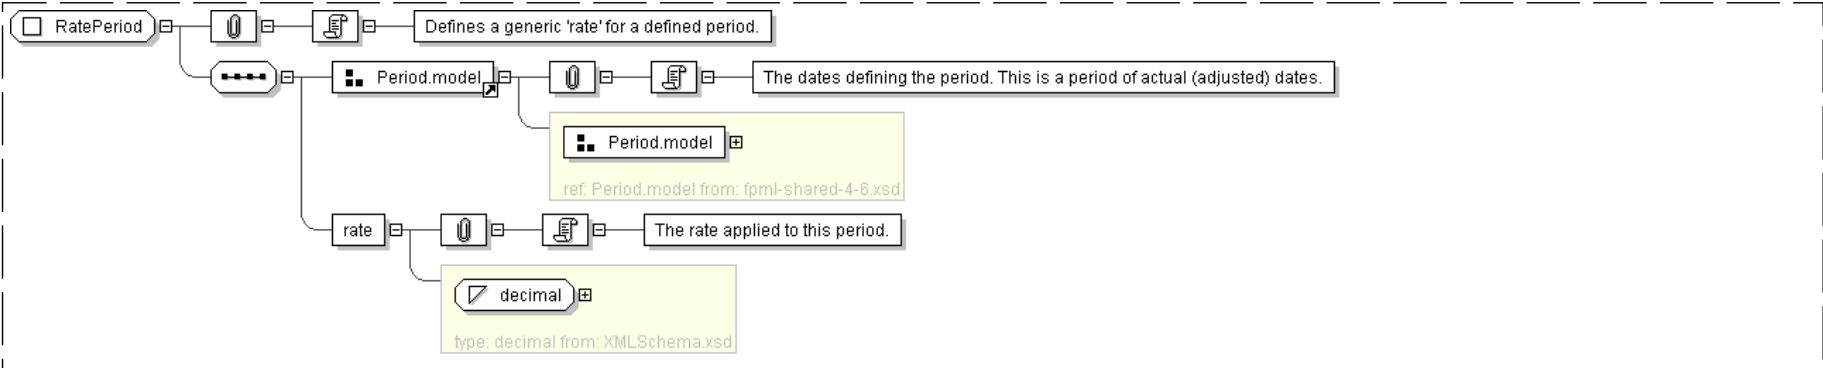 RatePeriod
Defines a generic 'rate' for a defined period.
Period.model
The dates defining the period. This is a period of actual (adjusted) dates.
Period.model
ref: Period.model from: fpml-shared-4-6.xsd
rate
The rate applied to this period.
decimal
type: decimal from: XMLSchema.xsd